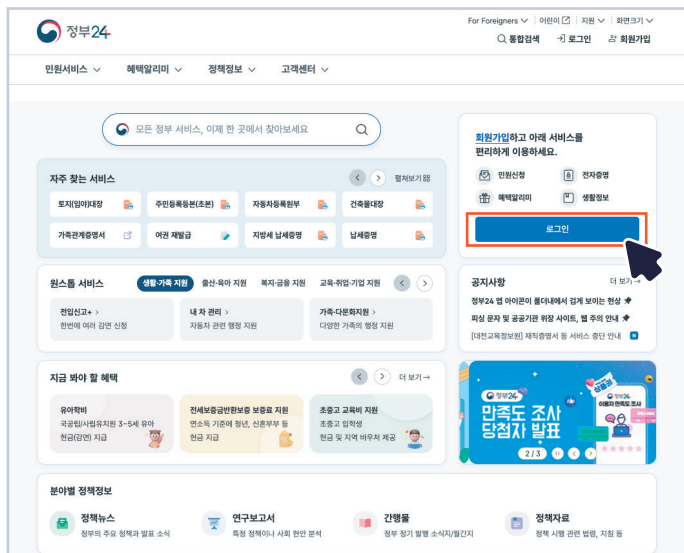 정부24
For Foreigners 어린이 지원 화면크기
통합검색 로그인 회원가입
민원서비스 혜택알리미 정책정보 고객센터
모든 정부 서비스, 이제 한 곳에서 찾아보세요
회원가입하고 아래 서비스를
편리하게 이용하세요.
민원신청 전자증명
혜택알리미 생활정보
로그인
자주 찾는 서비스 펼쳐보기
토지(임야)대장 주민등록등본(초본) 자동차등록원부 건축물대장
가족관계증명서 여권 재발급 지방세 납세증명 납세증명
원스톱 서비스 생활·가족 지원 출산·육아 지원 복지·금융 지원 교육·취업·기업 지원
전입신고+ > 내 차 관리 > 가족·다문화지원 >
한번에 여러 감면 신청 자동차 관련 행정 지원 다양한 가족의 행정 지원
공지사항 더 보기→
정부24 앱 아이콘이 폴더내에서 검게 보이는 현상
피싱 문자 및 공공기관 위장 사이트, 웹 주의 안내
[대전교육정보원] 재직증명서 등 서비스 중단 안내 N
지금 봐야 할 혜택 더 보기→
유아학비 전세보증금반환보증 보증료 지원 초중고 교육비 지원
국공립/사립유치원 3~5세 유아 연소득 기준에 청년, 신혼부부 등 초중고 입학생
현금(감면) 지급 현금 지급 현금 및 지역 바우처 제공
정부24
만족도 조사
당첨자 발표
상품권
정부24
이용자 만족도 조사
2/3
분야별 정책정보
정책뉴스 연구보고서 간행물 정책자료
정부의 주요 정책과 발표 소식 특정 정책이나 사회 현안 분석 정부 정기 발행 소식지/월간지 정책 시행 관련 법령, 지침 등